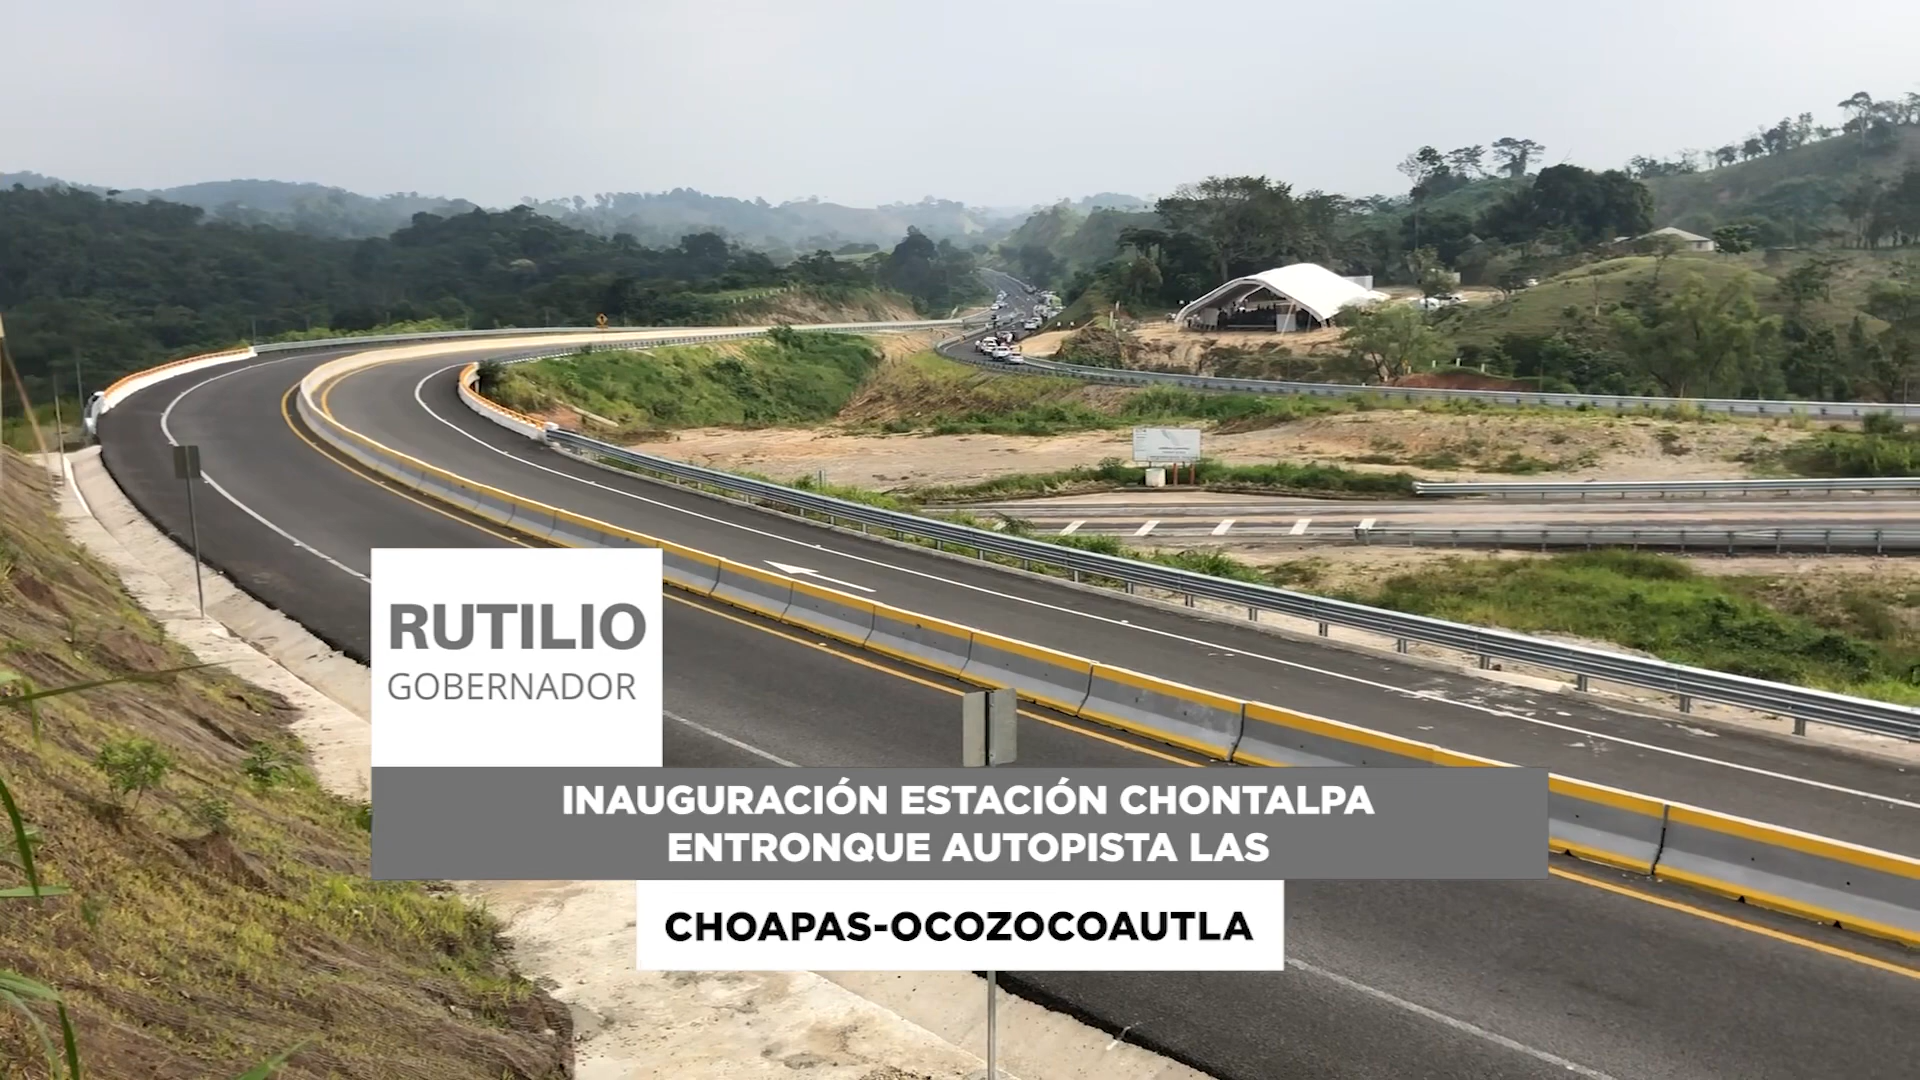 RUTILIO
GOBERNADOR
INAUGURACIÓN ESTACIÓN CHONTALPA
ENTRONQUE AUTOPISTA LAS
CHOAPAS-OCOZOCOAUTLA